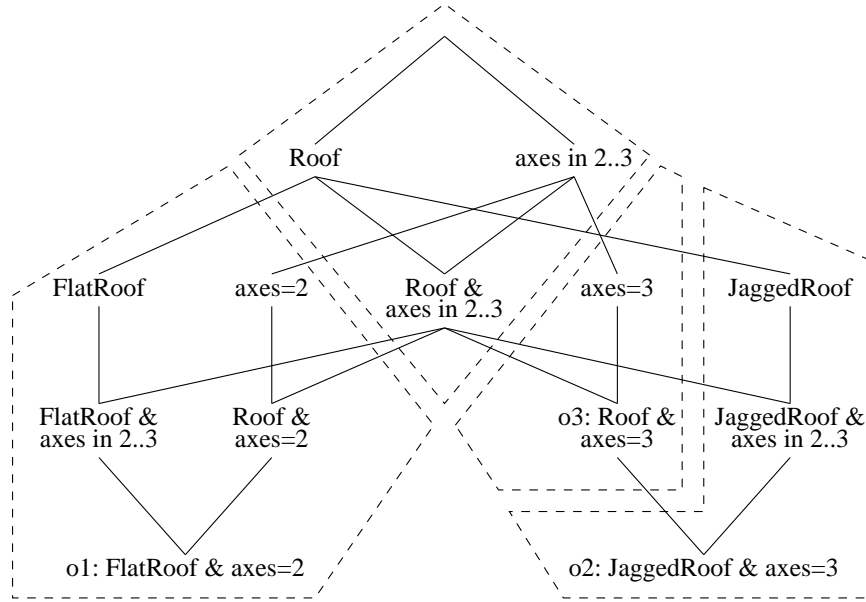 Roof
axes in 2..3
FlatRoof
axes=2
Roof &
axes in 2..3
axes=3
JaggedRoof
FlatRoof &
axes in 2..3
Roof &
axes=2
o3: Roof &
axes=3
JaggedRoof &
axes in 2..3
o1: FlatRoof & axes=2
o2: JaggedRoof & axes=3